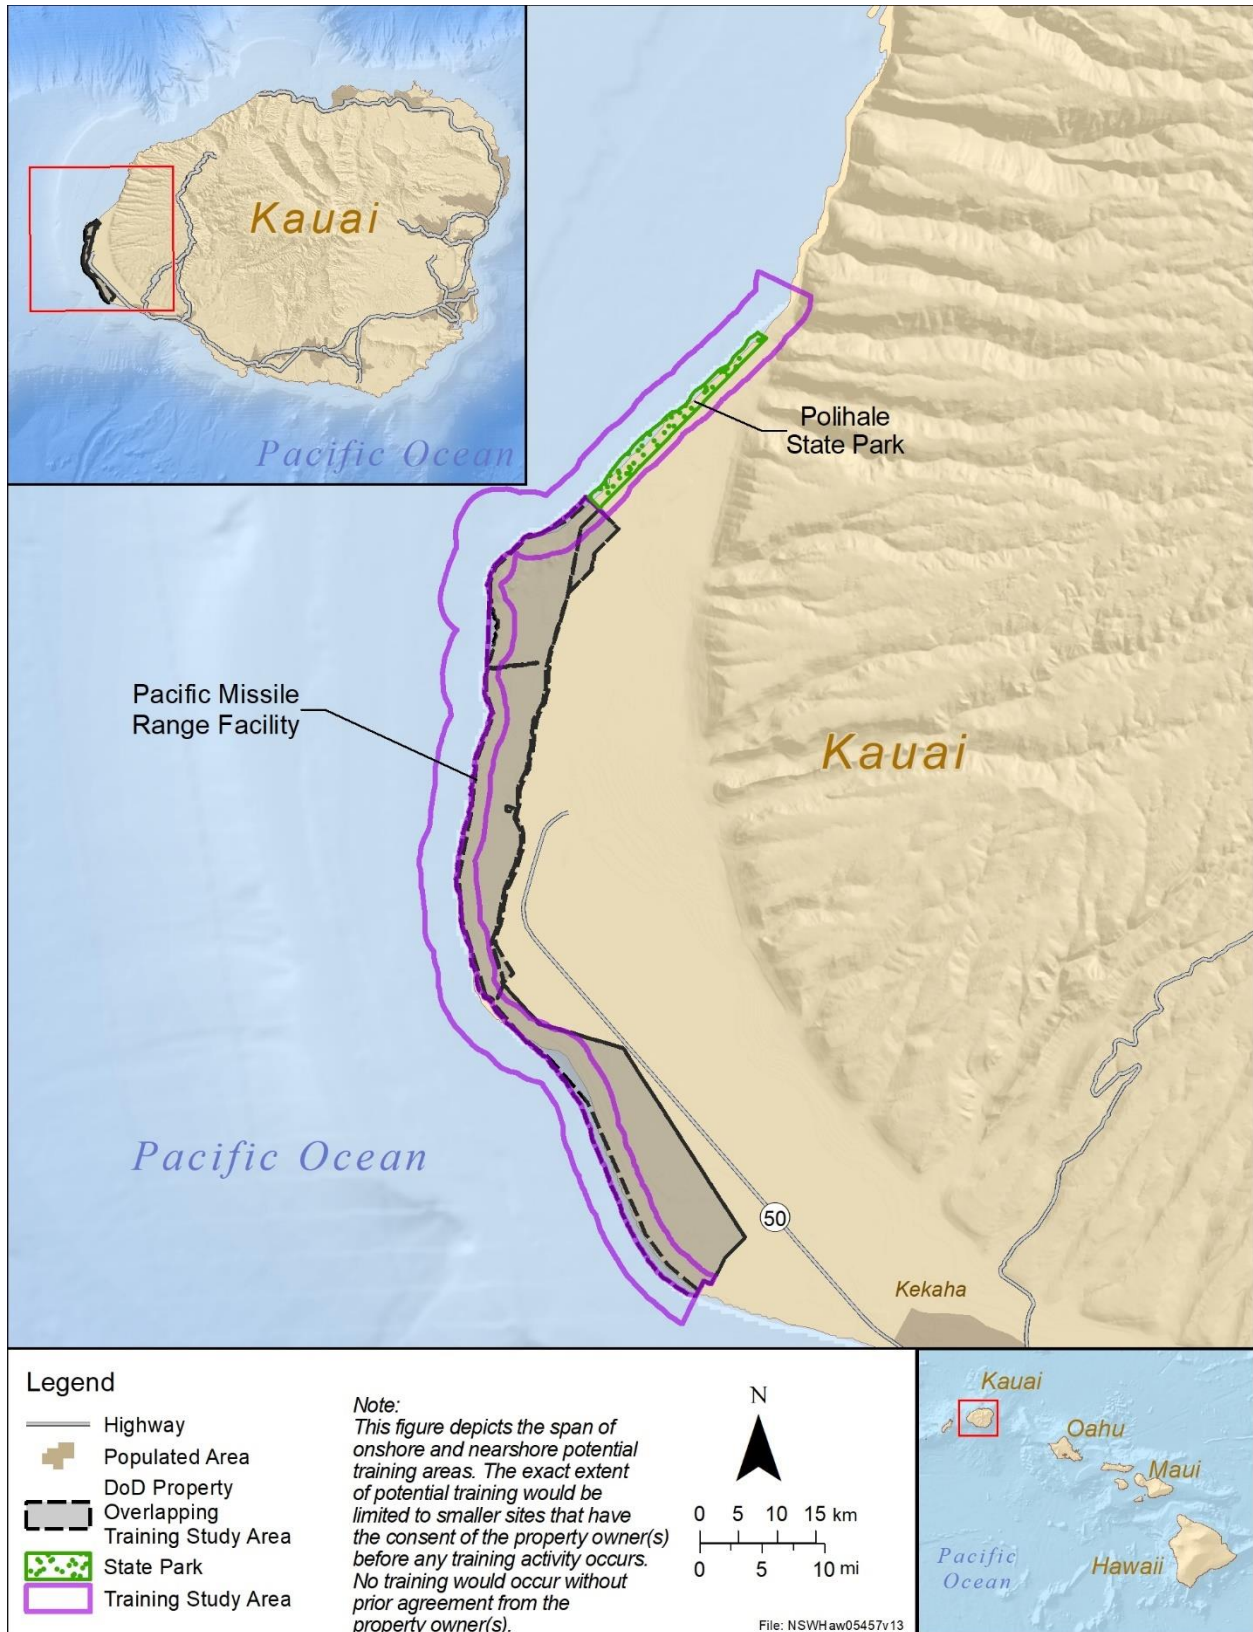 Kauai
Pacific Ocean
Polihale
State Park
Pacific Missile
Range Facility
Kauai
Pacific Ocean
50
Kekaha
Legend
Highway
Populated Area
DoD Property
Overlapping
Training Study Area
State Park
Training Study Area
Note:
This figure depicts the span of
onshore and nearshore potential
training areas. The exact extent
of potential training would be
limited to smaller sites that have
the consent of the property owner(s)
before any training activity occurs.
No training would occur without
prior agreement from the
property owner(s).
N
0 5 10 15 km
0 5 10 mi
File: NSWHaw05457v13
Kauai
Oahu
Maui
Hawaii
Pacific
Ocean